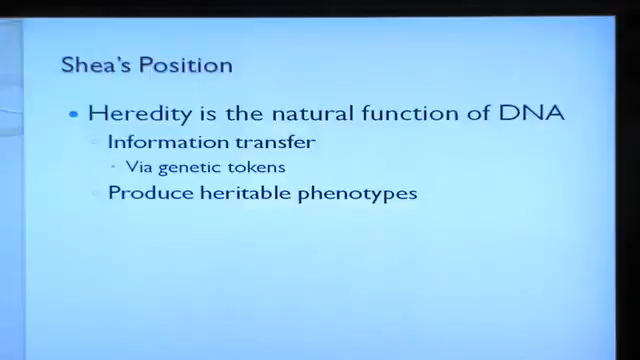 Shea's Position
Heredity is the natural function of DNA
Information transfer
Via genetic tokens
Produce heritable phenotypes